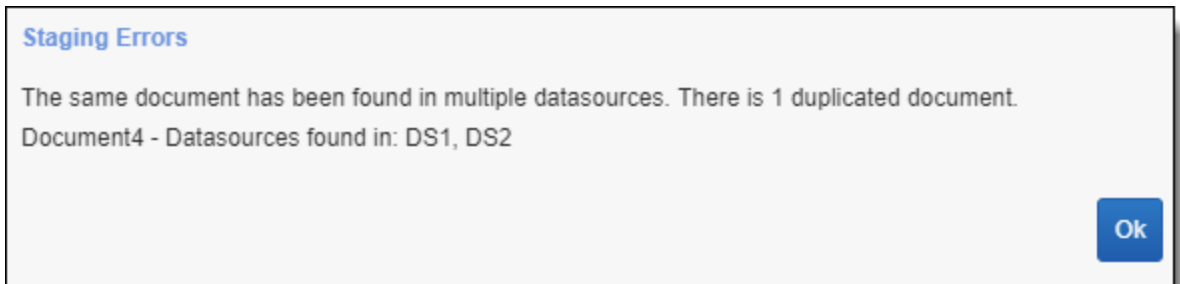 Staging Errors
The same document has been found in multiple datasources. There is 1 duplicated document.
Document4 - Datasources found in: DS1, DS2
Ok